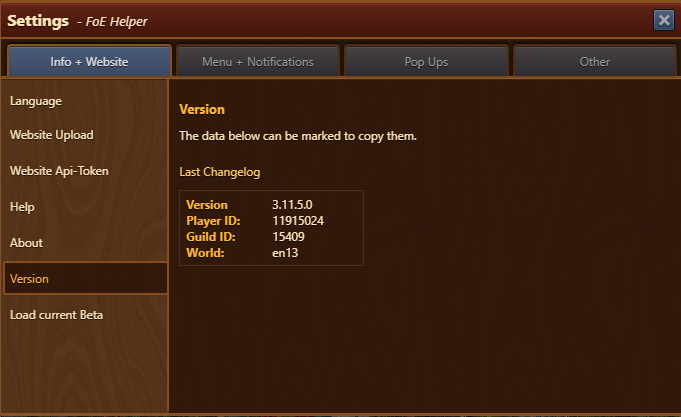 Settings - FoE Helper
Info + Website Menu + Notifications Pop Ups Other
Language
Website Upload
Website Api-Token
Help
About
Version
Load current Beta
Version
The data below can be marked to copy them.
Last Changelog
Version 3.11.5.0
Player ID: 11915024
Guild ID: 15409
World: en13